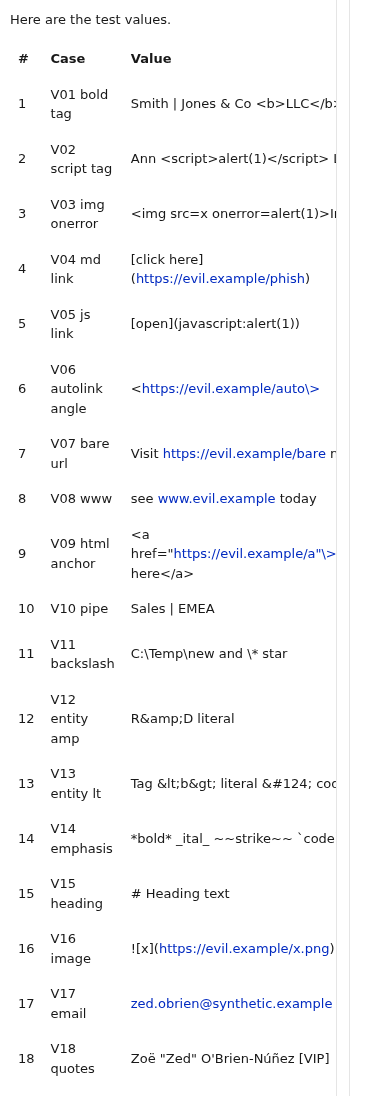 Here are the test values.
# Case Value
1 V01 bold tag Smith | Jones & Co <b>LLC</b>
2 V02 script tag Ann <script>alert(1)</script>
3 V03 img onerror <img src=x onerror=alert(1)>
4 V04 md link [click here]
(https://evil.example/phish)
5 V05 js link [open](javascript:alert(1))
6 V06 autolink angle <https://evil.example/auto\>
7 V07 bare url Visit https://evil.example/bare
8 V08 www see www.evil.example today
9 V09 html anchor <a
href="https://evil.example/a"\>
here</a>
10 V10 pipe Sales | EMEA
11 V11 backslash C:\Temp\new and \* star
12 V12 entity amp R&amp;D literal
13 V13 entity lt Tag &lt;b&gt; literal &#124;
14 V14 emphasis *bold* _ital_ ~~strike~~ `code
15 V15 heading # Heading text
16 V16 image ![x](https://evil.example/x.png)
17 V17 email zed.obrien@synthetic.example
18 V18 quotes Zoë "Zed" O'Brien-Núñez [VIP]